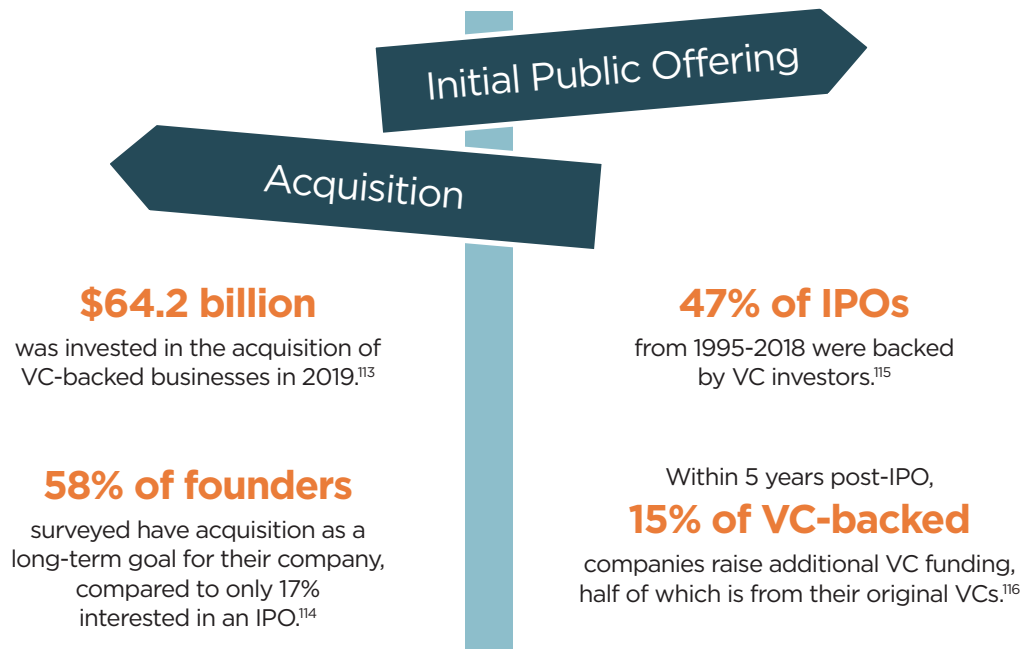 Initial Public Offering
Acquisition
$64.2 billion
was invested in the acquisition of
VC-backed businesses in 2019.113
58% of founders
surveyed have acquisition as a
long-term goal for their company,
compared to only 17%
interested in an IPO.114
47% of IPOs
from 1995-2018 were backed
by VC investors.115
Within 5 years post-IPO,
15% of VC-backed
companies raise additional VC funding,
half of which is from their original VCs.116